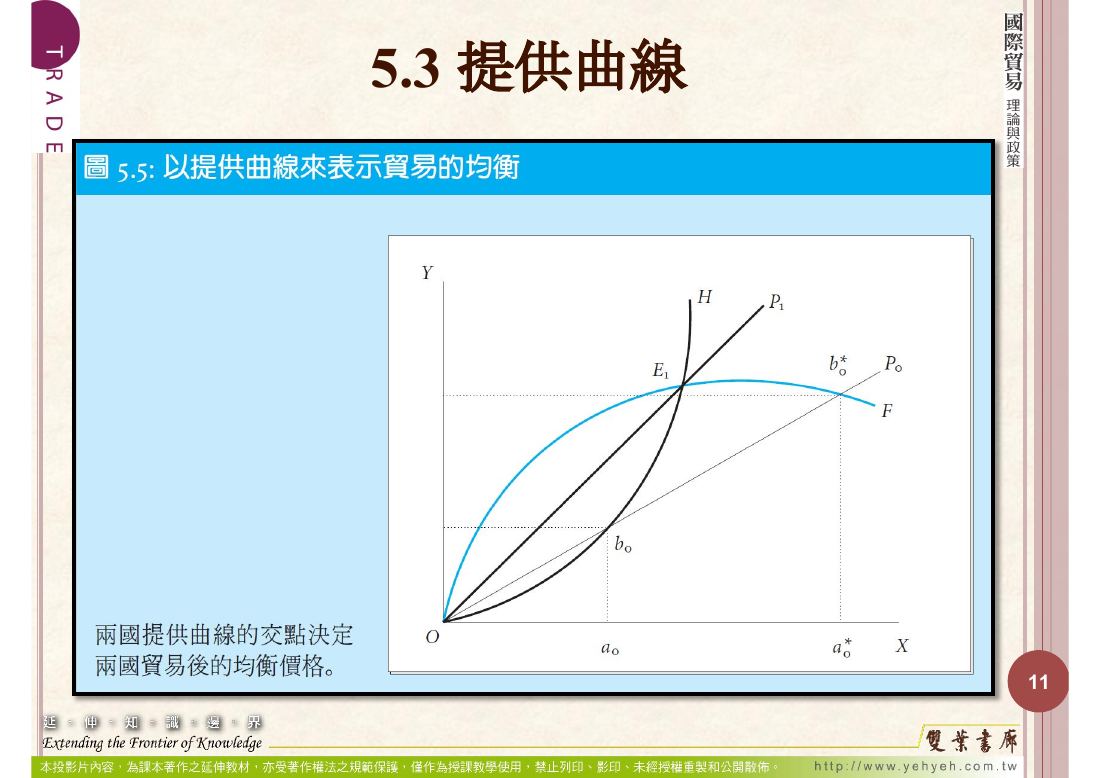 TRADE
5.3 提供曲線
國際貿易 理論與政策
圖 5.5: 以提供曲線來表示貿易的均衡
Y
H
P₁
E₁
b₀*
P₀
F
b₀
O
a₀
a₀*
X
兩國提供曲線的交點決定
兩國貿易後的均衡價格。
11
延。伸。知。識。邊。界
Extending the Frontier of Knowledge
雙葉書廊
本投影片內容，為課本著作之延伸教材，亦受著作權法之規範保護，僅作為授課教學使用，禁止列印、影印、未經授權重製和公開散佈。
http://www.yehyeh.com.tw